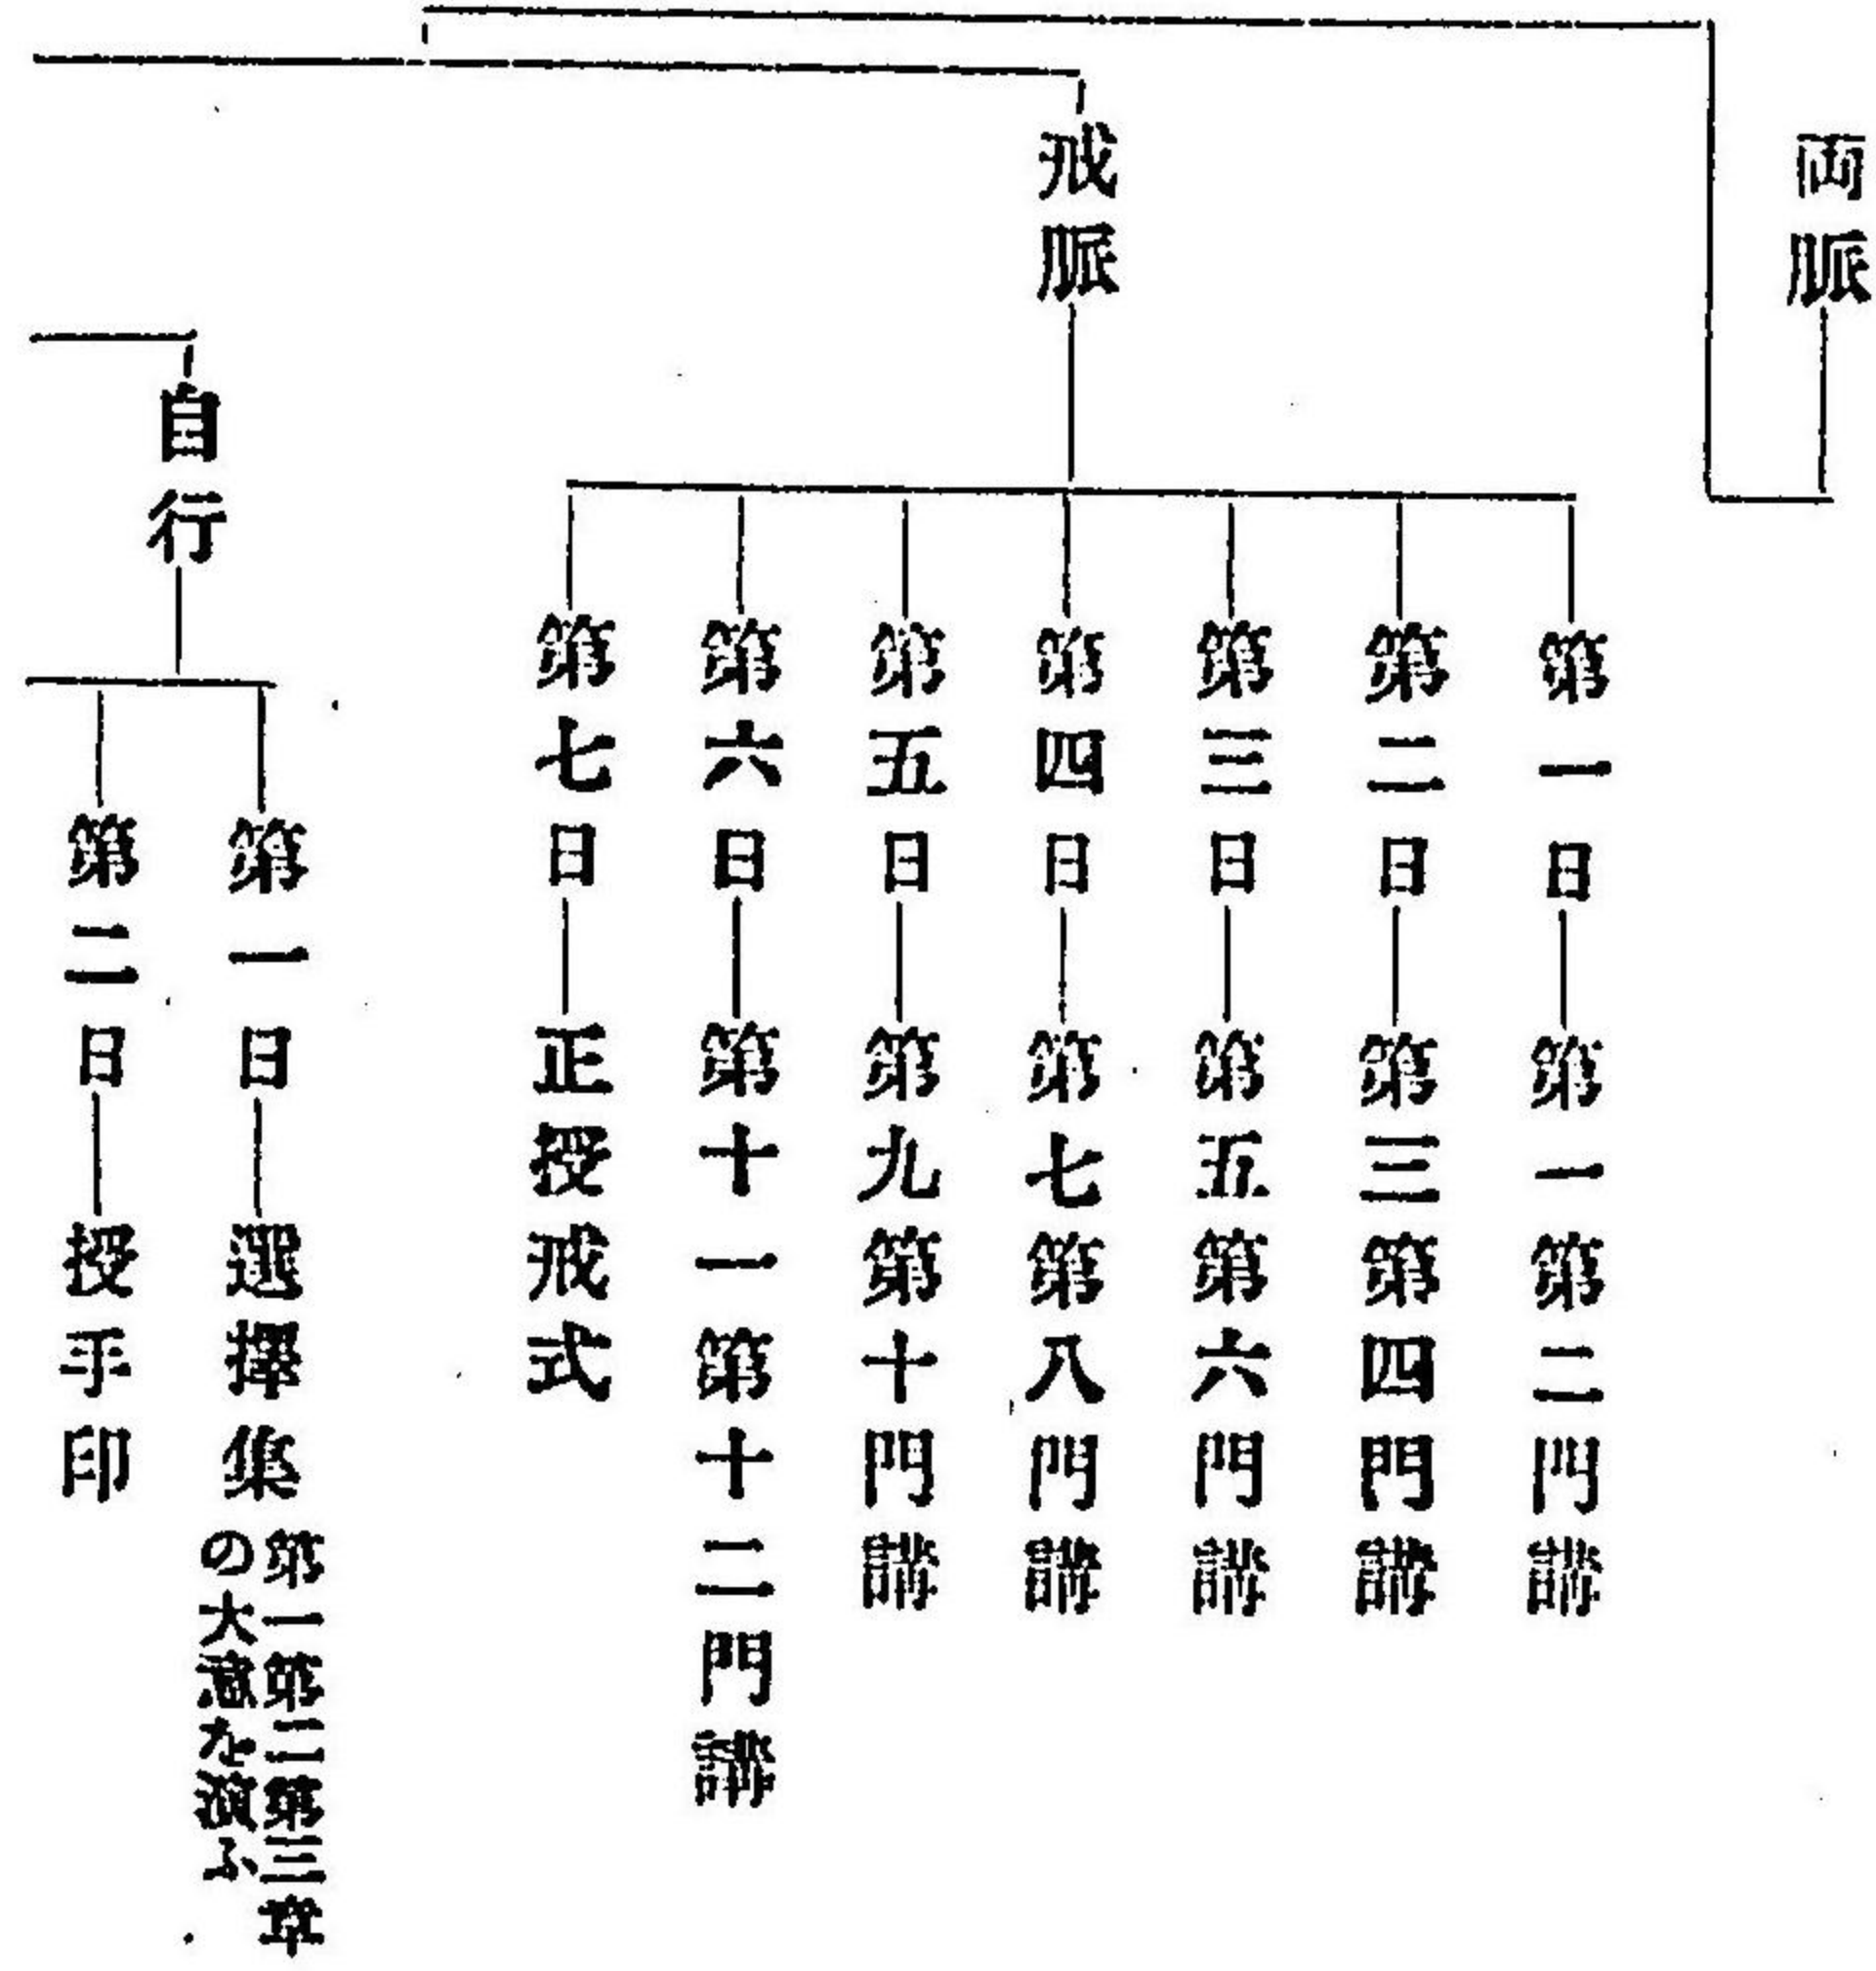 両脈
戒脈
第一日
第一第二門講
第二日
第三第四門講
第三日
第五第六門講
第四日
第七第八門講
第五日
第九第十門講
第六日
第十一第十二門講
第七日
正授戒式
自行
第一日
選擇集
第一第二第三章
の大意を演ふ
第二日
授手印